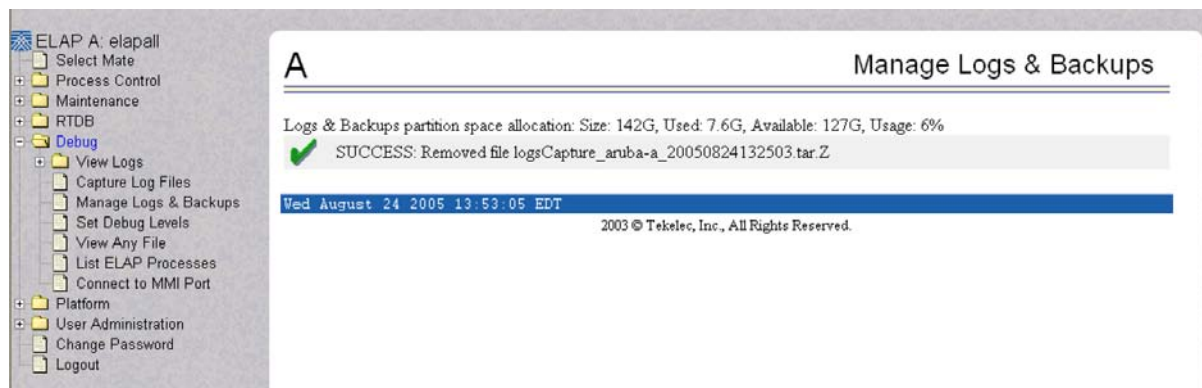 ELAP A: elapall
Select Mate
Process Control
Maintenance
RTDB
Debug
View Logs
Capture Log Files
Manage Logs & Backups
Set Debug Levels
View Any File
List ELAP Processes
Connect to MMI Port
Platform
User Administration
Change Password
Logout
A
Manage Logs & Backups
Logs & Backups partition space allocation: Size: 142G, Used: 7.6G, Available: 127G, Usage: 6%
SUCCESS: Removed file logsCapture_aruba-a_20050824132503.tar.Z
Wed August 24 2005 13:53:05 EDT
2003 © Tekelec, Inc., All Rights Reserved.